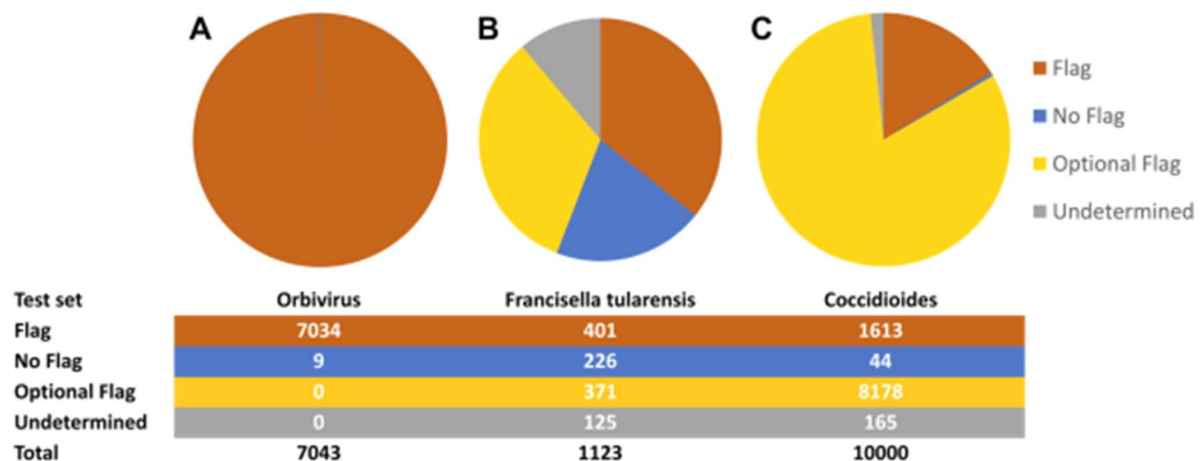 A
B
C
Flag
No Flag
Optional Flag
Undetermined
Test set Orbivirus Francisella tularensis Coccidioides
Flag 7034 401 1613
No Flag 9 226 44
Optional Flag 0 371 8178
Undetermined 0 125 165
Total 7043 1123 10000